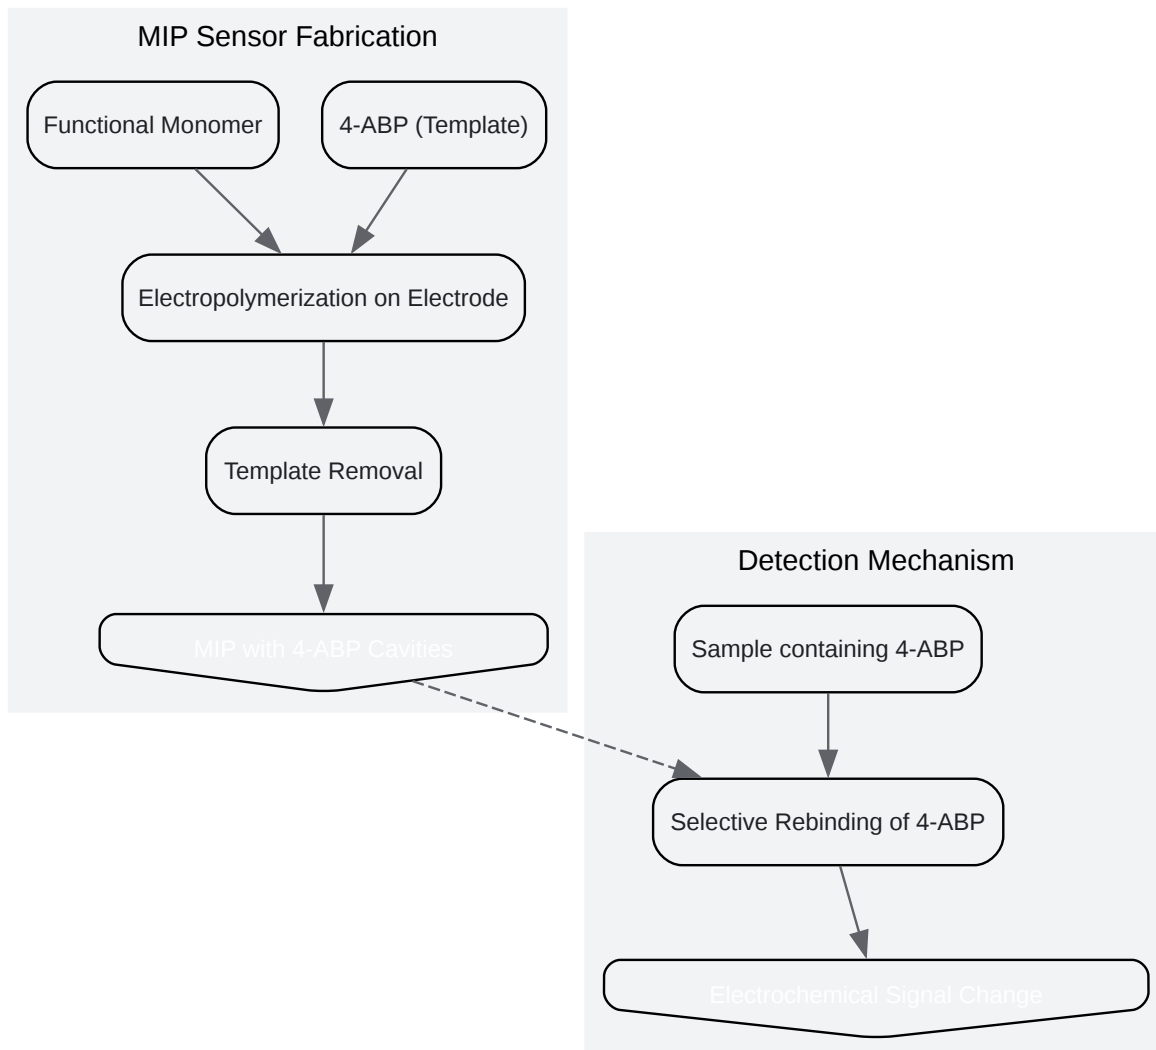 MIP Sensor Fabrication
Functional Monomer
4-ABP (Template)
Electropolymerization on Electrode
Template Removal
MIP with 4-ABP Cavities
Detection Mechanism
Sample containing 4-ABP
Selective Rebinding of 4-ABP
Electrochemical Signal Change